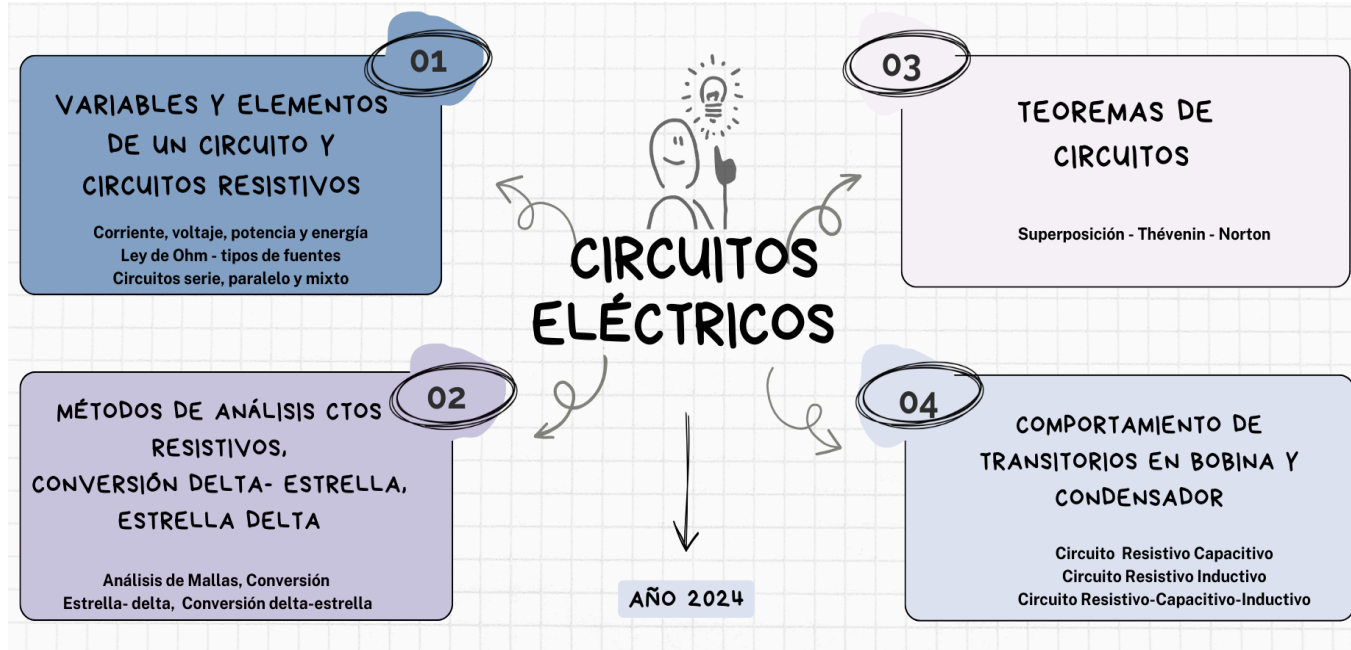 01
VARIABLES Y ELEMENTOS
DE UN CIRCUITO Y
CIRCUITOS RESISTIVOS
Corriente, voltaje, potencia y energía
Ley de Ohm - tipos de fuentes
Circuitos serie, paralelo y mixto
02
MÉTODOS DE ANÁLISIS CTOS
RESISTIVOS,
CONVERSIÓN DELTA- ESTRELLA,
ESTRELLA DELTA
Análisis de Mallas, Conversión
Estrella- delta, Conversión delta-estrella
CIRCUITOS
ELÉCTRICOS
AÑO 2024
03
TEOREMAS DE
CIRCUITOS
Superposición - Thévenin - Norton
04
COMPORTAMIENTO DE
TRANSITORIOS EN BOBINA Y
CONDENSADOR
Circuito Resistivo Capacitivo
Circuito Resistivo Inductivo
Circuito Resistivo-Capacitivo-Inductivo